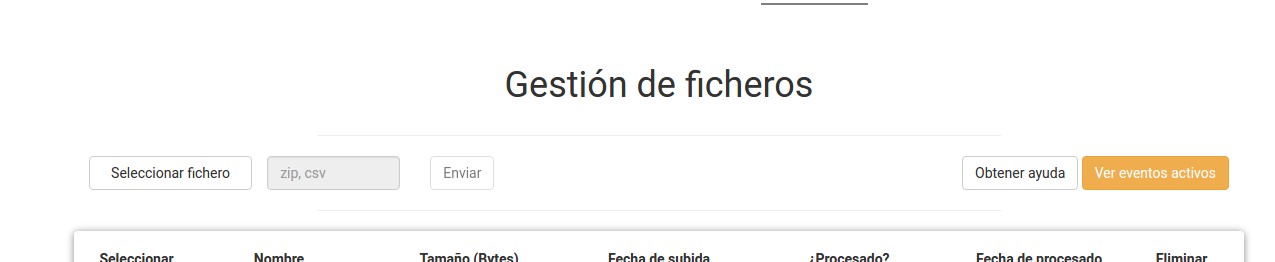 Gestión de ficheros
Seleccionar fichero zip, csv Enviar Obtener ayuda Ver eventos activos
Seleccionar Nombre Tamaño (Bytes) Fecha de subida ¿Procesado? Fecha de procesado Eliminar